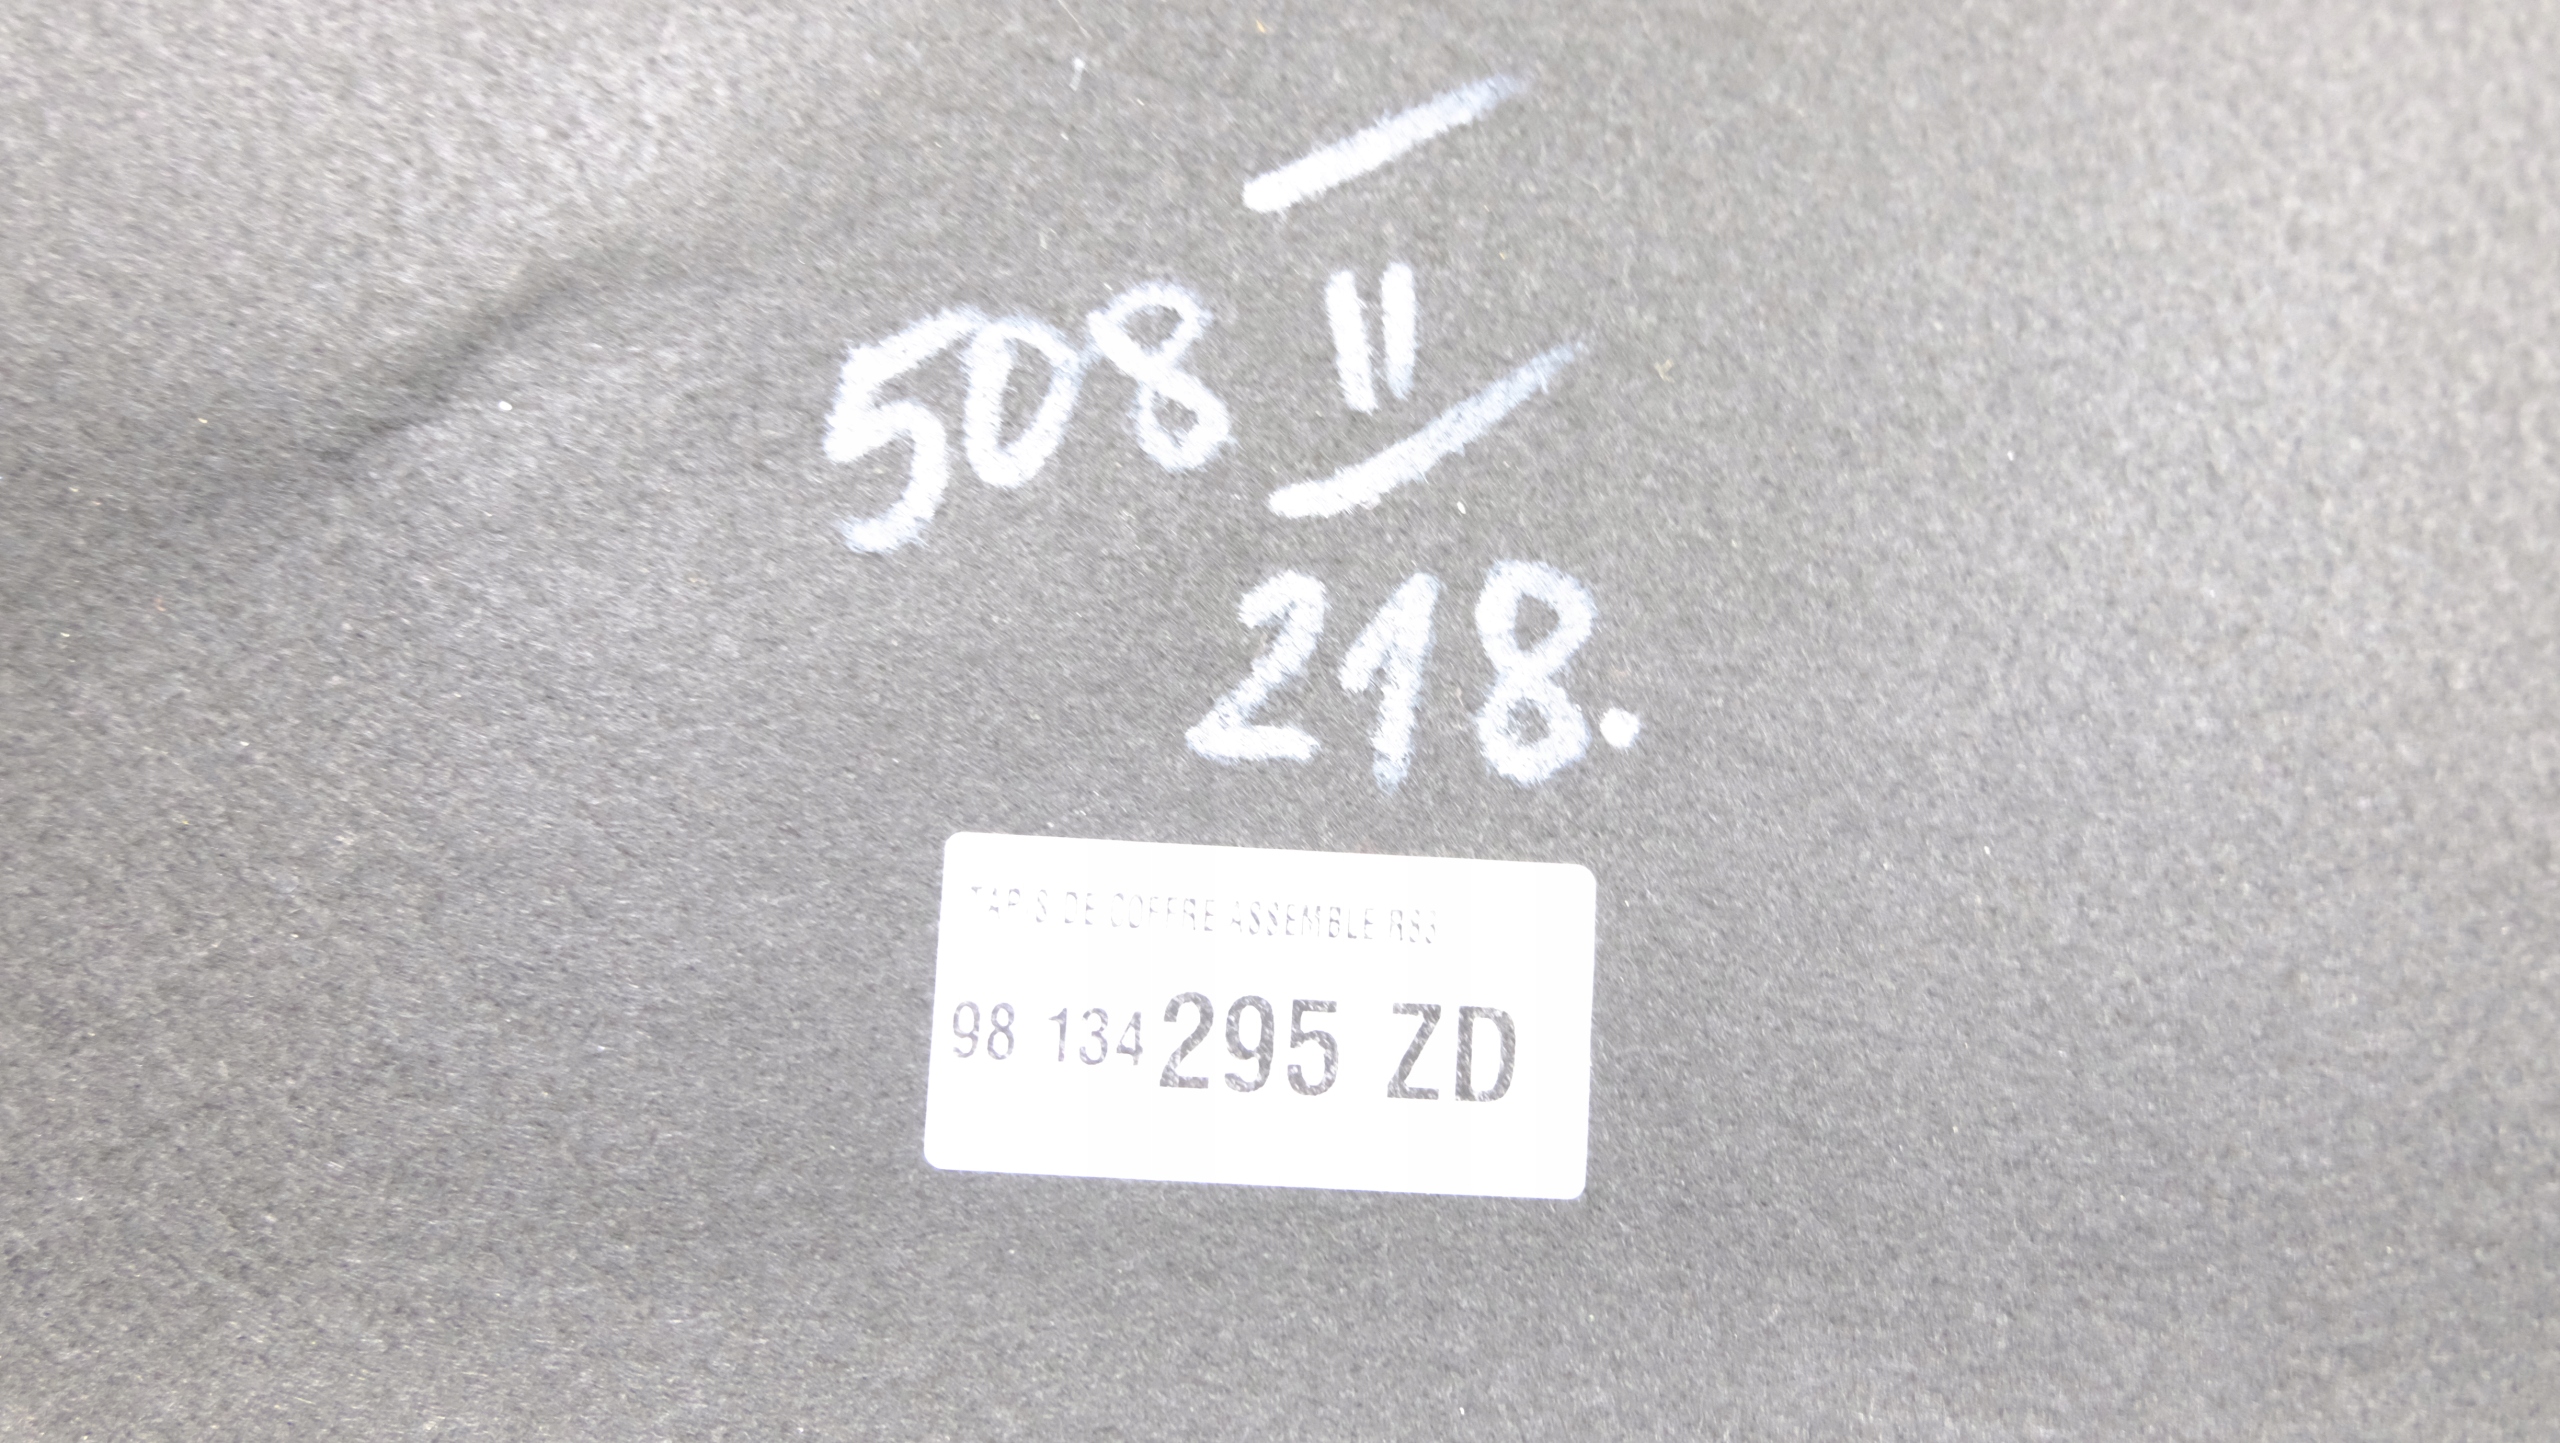 508 II
218.
TAPIS DE COFFRE ASSEMBLE R83
98 134 295 ZD